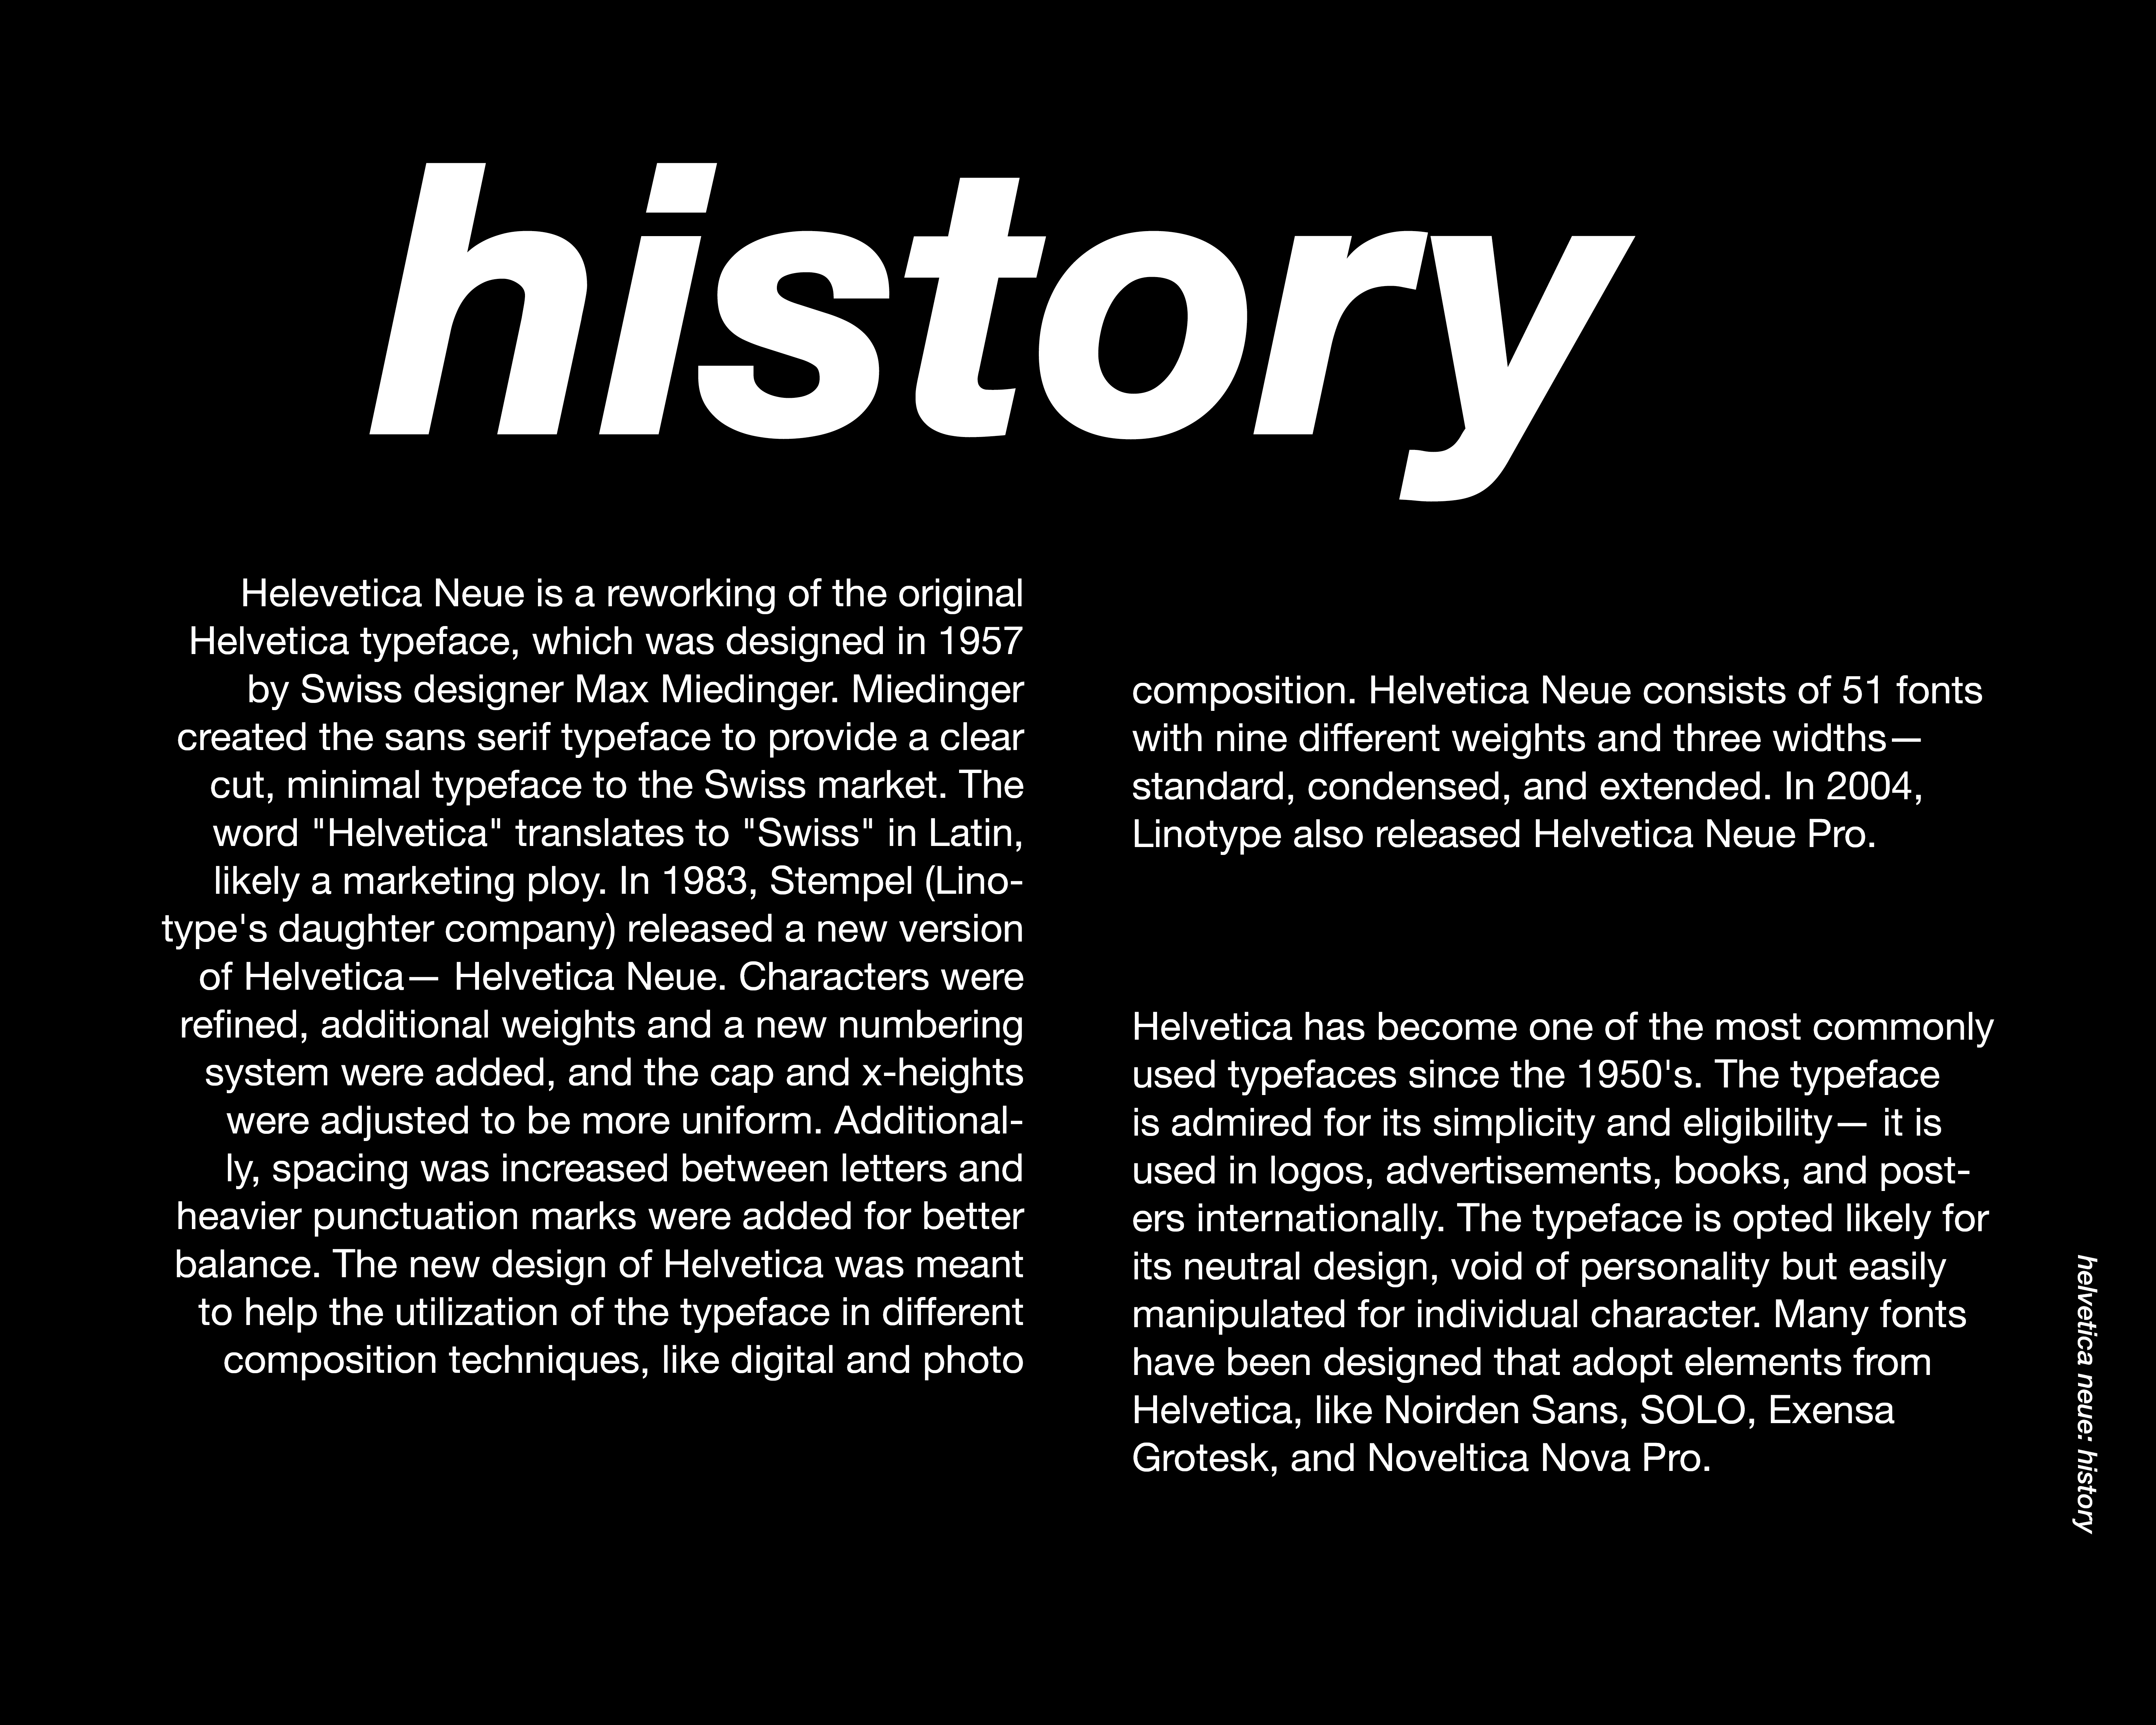 history
Helevetica Neue is a reworking of the original
Helvetica typeface, which was designed in 1957
by Swiss designer Max Miedinger. Miedinger
created the sans serif typeface to provide a clear
cut, minimal typeface to the Swiss market. The
word "Helvetica" translates to "Swiss" in Latin,
likely a marketing ploy. In 1983, Stempel (Lino-
type's daughter company) released a new version
of Helvetica— Helvetica Neue. Characters were
refined, additional weights and a new numbering
system were added, and the cap and x-heights
were adjusted to be more uniform. Additional-
ly, spacing was increased between letters and
heavier punctuation marks were added for better
balance. The new design of Helvetica was meant
to help the utilization of the typeface in different
composition techniques, like digital and photo
composition. Helvetica Neue consists of 51 fonts
with nine different weights and three widths—
standard, condensed, and extended. In 2004,
Linotype also released Helvetica Neue Pro.
Helvetica has become one of the most commonly
used typefaces since the 1950's. The typeface
is admired for its simplicity and eligibility— it is
used in logos, advertisements, books, and post-
ers internationally. The typeface is opted likely for
its neutral design, void of personality but easily
manipulated for individual character. Many fonts
have been designed that adopt elements from
Helvetica, like Noirden Sans, SOLO, Exensa
Grotesk, and Noveltica Nova Pro.
helvetica neue: history